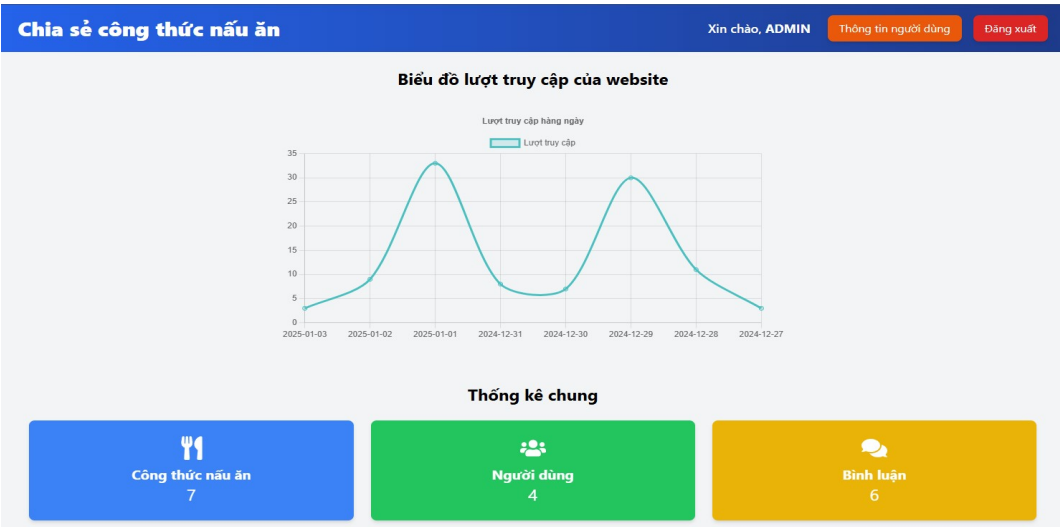 Chia sẻ công thức nấu ăn
Xin chào, ADMIN
Thông tin người dùng
Đăng xuất
Biểu đồ lượt truy cập của website
Lượt truy cập hàng ngày
Lượt truy cập
35
30
25
20
15
10
5
0
2025-01-03 2025-01-02 2025-01-01 2024-12-31 2024-12-30 2024-12-29 2024-12-28 2024-12-27
Thống kê chung
Công thức nấu ăn
7
Người dùng
4
Bình luận
6